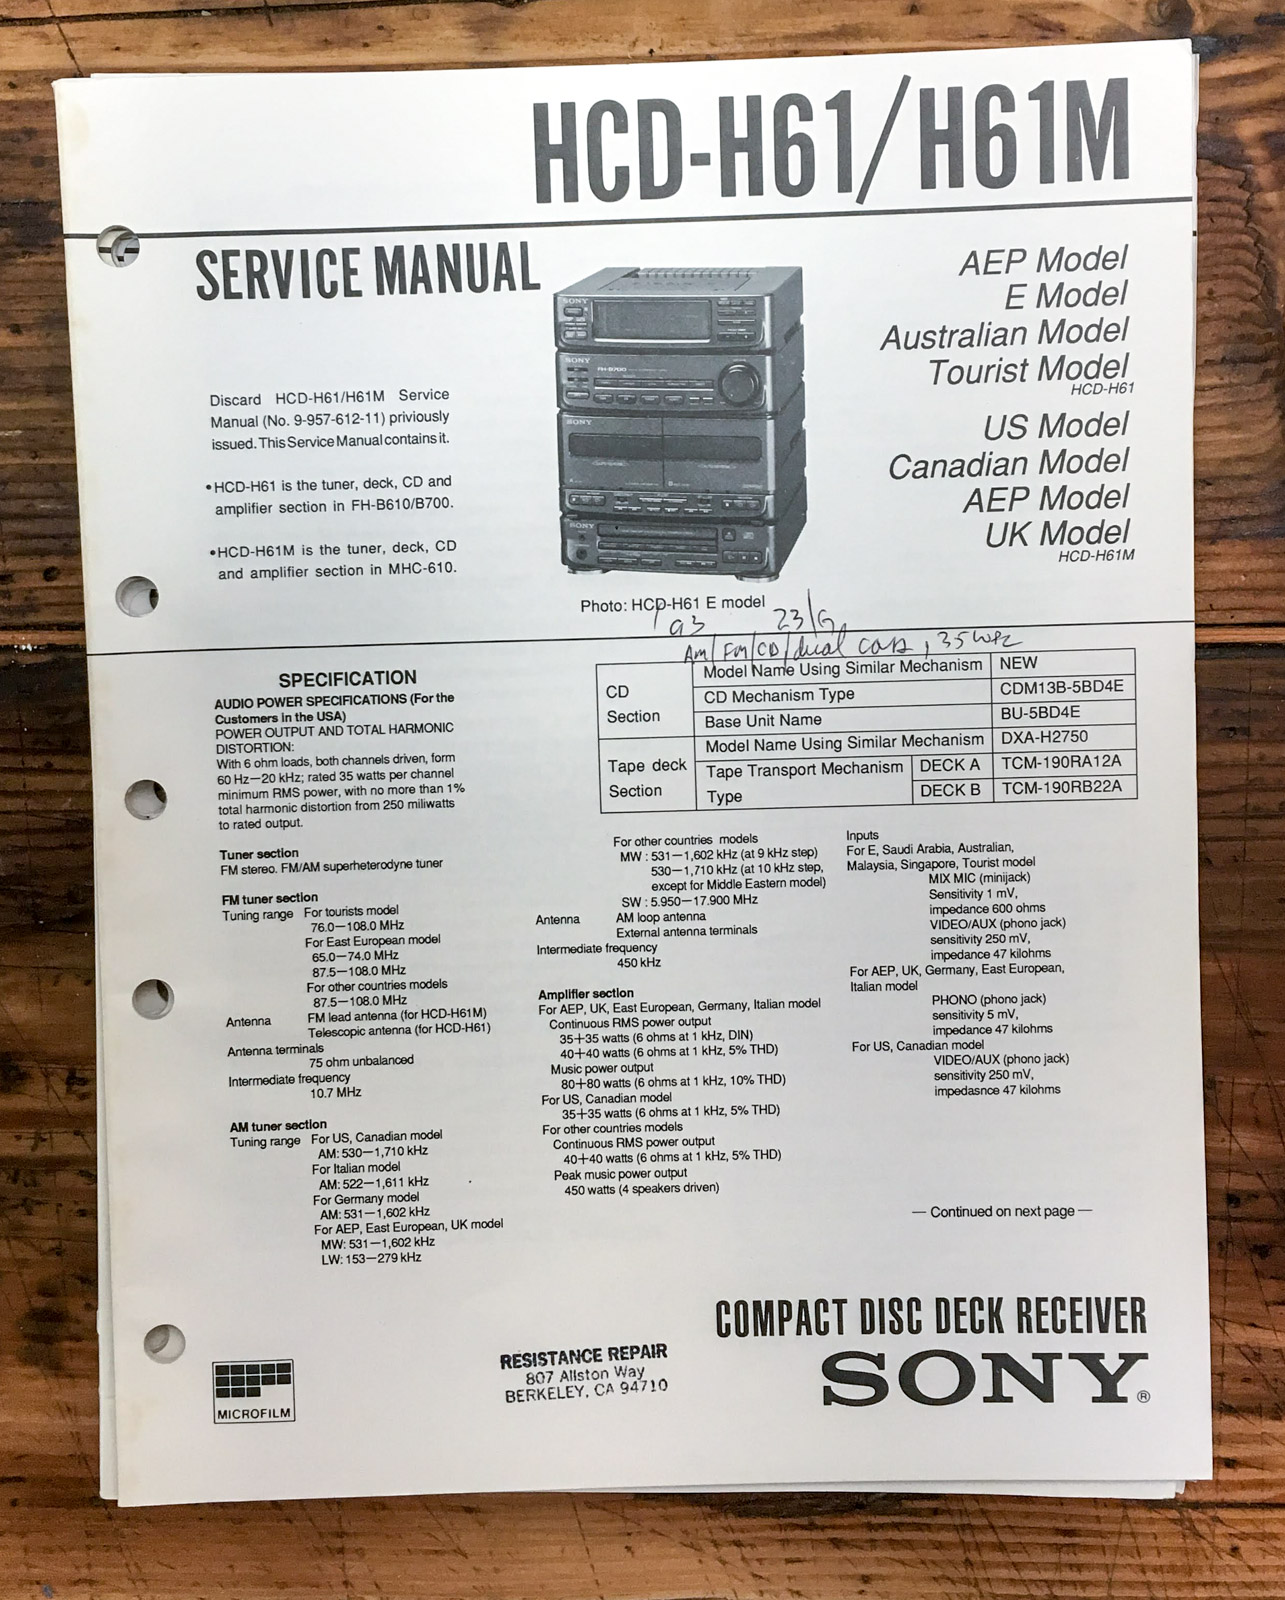 HCD-H61/H61M
SERVICE MANUAL
AEP Model
E Model
Australian Model
Tourist Model
HCD-H61
US Model
Canadian Model
AEP Model
UK Model
HCD-H61M
Discard HCD-H61/H61M Service
Manual (No. 9-957-612-11) priviously
issued. This Service Manual contains it.
•HCD-H61 is the tuner, deck, CD and
amplifier section in FH-B610/B700.
•HCD-H61M is the tuner, deck, CD
and amplifier section in MHC-610.
SONY
SONY
FH-B700
SONY
SONY
Photo: HCD-H61 E model
93 23/G
Am/Fm/CD/dual cass, 35w
CD
Section
Model Name Using Similar Mechanism NEW
CD Mechanism Type CDM13B-5BD4E
Base Unit Name BU-5BD4E
Tape deck
Section
Model Name Using Similar Mechanism DXA-H2750
Tape Transport Mechanism
Type
DECK A TCM-190RA12A
DECK B TCM-190RB22A
SPECIFICATION
AUDIO POWER SPECIFICATIONS (For the
Customers in the USA)
POWER OUTPUT AND TOTAL HARMONIC
DISTORTION:
With 6 ohm loads, both channels driven, form
60 Hz—20 kHz; rated 35 watts per channel
minimum RMS power, with no more than 1%
total harmonic distortion from 250 miliwatts
to rated output.
Tuner section
FM stereo. FM/AM superheterodyne tuner
FM tuner section
Tuning range For tourists model
76.0—108.0 MHz
For East European model
65.0—74.0 MHz
87.5—108.0 MHz
For other countries models
87.5—108.0 MHz
Antenna FM lead antenna (for HCD-H61M)
Telescopic antenna (for HCD-H61)
Antenna terminals
75 ohm unbalanced
Intermediate frequency
10.7 MHz
AM tuner section
Tuning range For US, Canadian model
AM: 530—1,710 kHz
For Italian model
AM: 522—1,611 kHz
For Germany model
AM: 531—1,602 kHz
For AEP, East European, UK model
MW: 531—1,602 kHz
LW: 153—279 kHz
For other countries models
MW : 531—1,602 kHz (at 9 kHz step)
530—1,710 kHz (at 10 kHz step,
except for Middle Eastern model)
SW : 5.950—17.900 MHz
Antenna AM loop antenna
External antenna terminals
Intermediate frequency
450 kHz
Amplifier section
For AEP, UK, East European, Germany, Italian model
Continuous RMS power output
35+35 watts (6 ohms at 1 kHz, DIN)
40+40 watts (6 ohms at 1 kHz, 5% THD)
Music power output
80+80 watts (6 ohms at 1 kHz, 10% THD)
For US, Canadian model
35+35 watts (6 ohms at 1 kHz, 5% THD)
For other countries models
Continuous RMS power output
40+40 watts (6 ohms at 1 kHz, 5% THD)
Peak music power output
450 watts (4 speakers driven)
Inputs
For E, Saudi Arabia, Australian,
Malaysia, Singapore, Tourist model
MIX MIC (minijack)
Sensitivity 1 mV,
impedance 600 ohms
VIDEO/AUX (phono jack)
sensitivity 250 mV,
impedance 47 kilohms
For AEP, UK, Germany, East European,
Italian model
PHONO (phono jack)
sensitivity 5 mV,
impedance 47 kilohms
For US, Canadian model
VIDEO/AUX (phono jack)
sensitivity 250 mV,
impedasnce 47 kilohms
— Continued on next page —
COMPACT DISC DECK RECEIVER
SONY®
RESISTANCE REPAIR
807 Allston Way
BERKELEY, CA 94710
MICROFILM